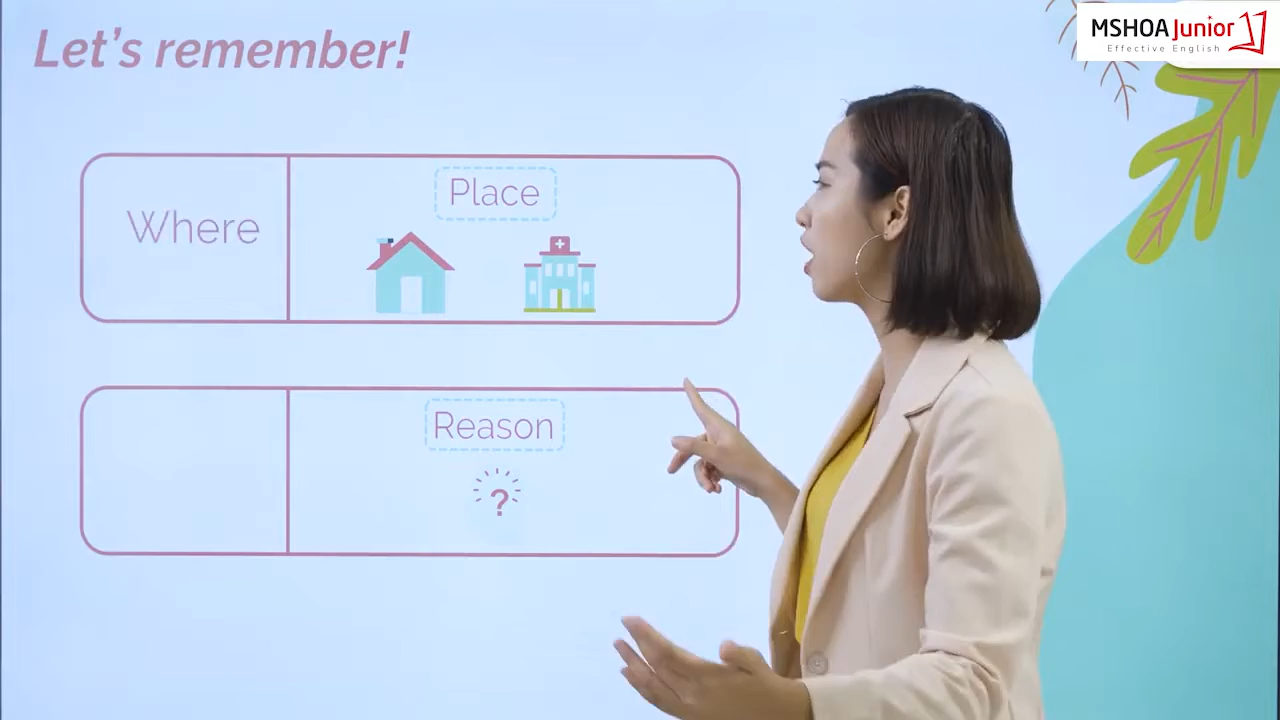 Let's remember!
MSHOA Junior
Effective English
Where
Place
Reason
?